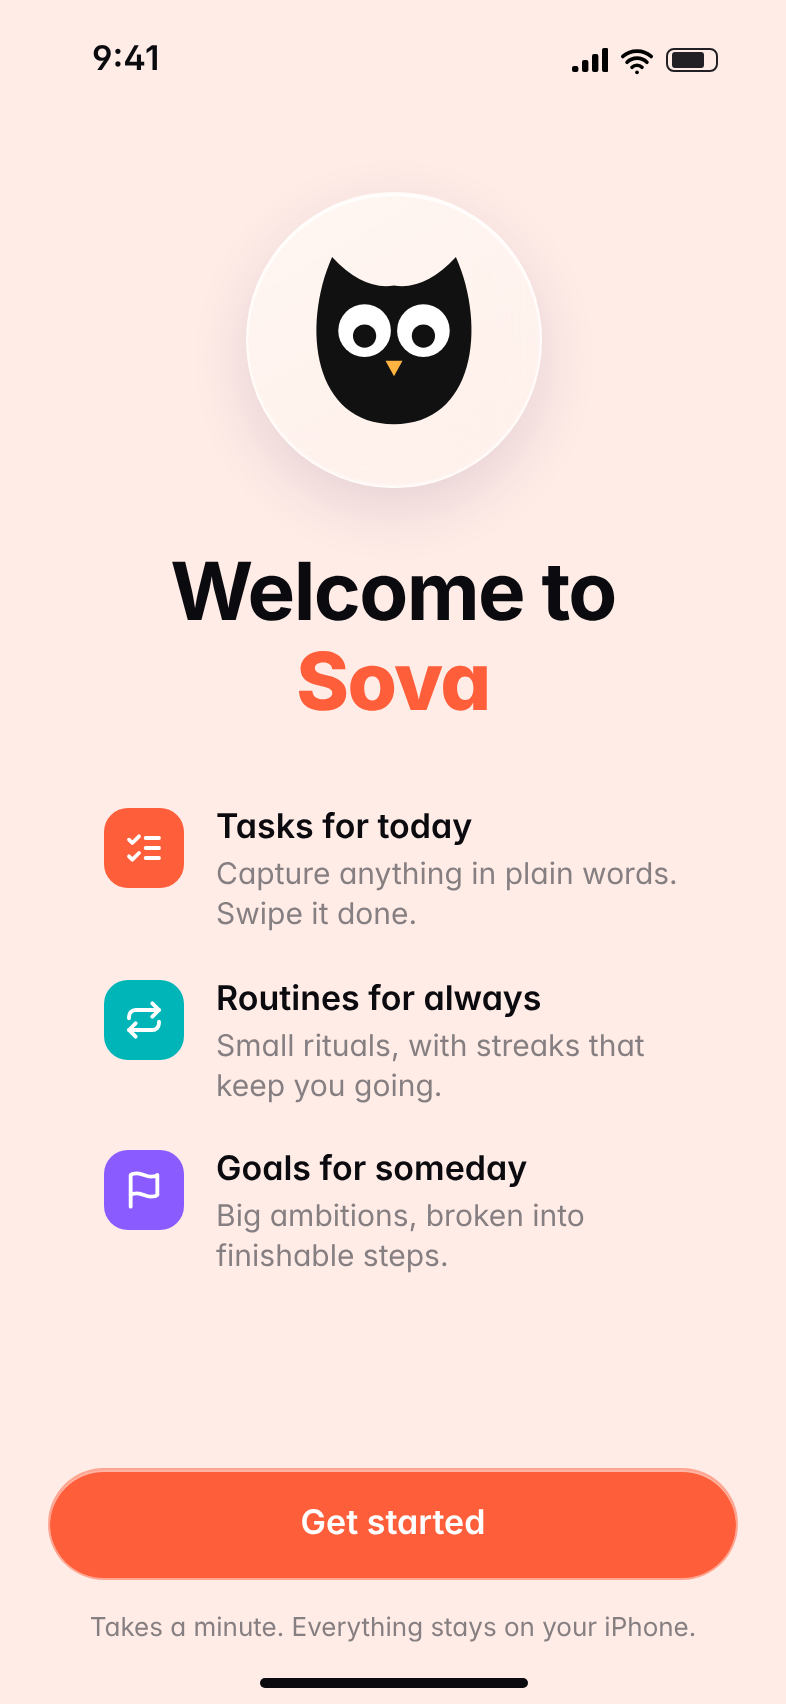 9:41
Welcome to
Sova
Tasks for today
Capture anything in plain words.
Swipe it done.
Routines for always
Small rituals, with streaks that
keep you going.
Goals for someday
Big ambitions, broken into
finishable steps.
Get started
Takes a minute. Everything stays on your iPhone.